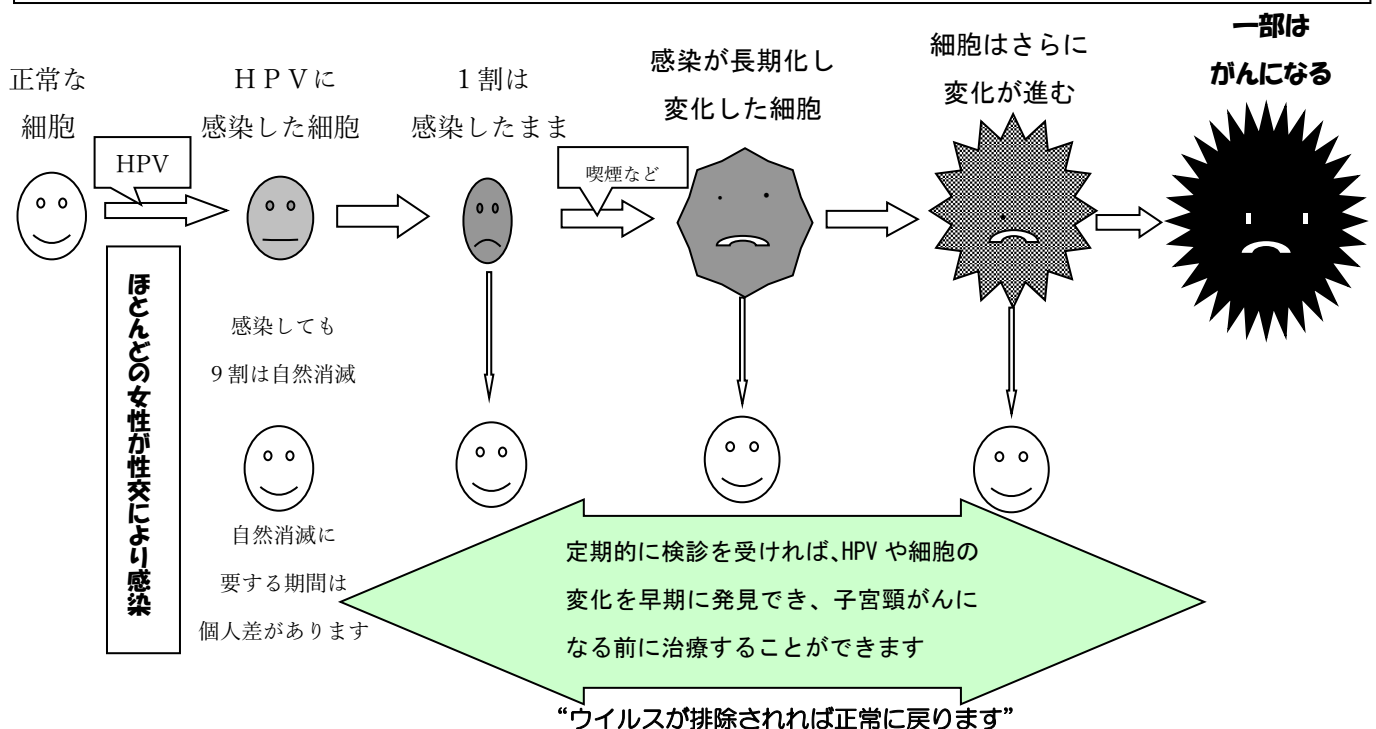 正常な
細胞
HPVに
感染した細胞
1割は
感染したまま
感染が長期化し
変化した細胞
細胞はさらに
変化が進む
一部は
がんになる
HPV
喫煙など
ほとんどの女性が性交により感染
感染しても
9割は自然消滅
自然消滅に
要する期間は
個人差があります
定期的に検診を受ければ、HPVや細胞の
変化を早期に発見でき、子宮頸がんに
なる前に治療することができます
“ウイルスが排除されれば正常に戻ります”